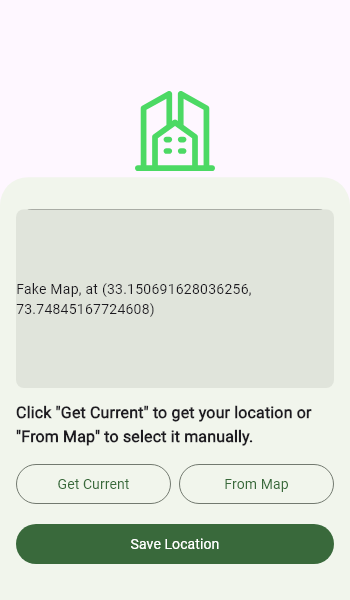 Fake Map, at (33.150691628036256,
73.74845167724608)
Click "Get Current" to get your location or
"From Map" to select it manually.
Get Current
From Map
Save Location